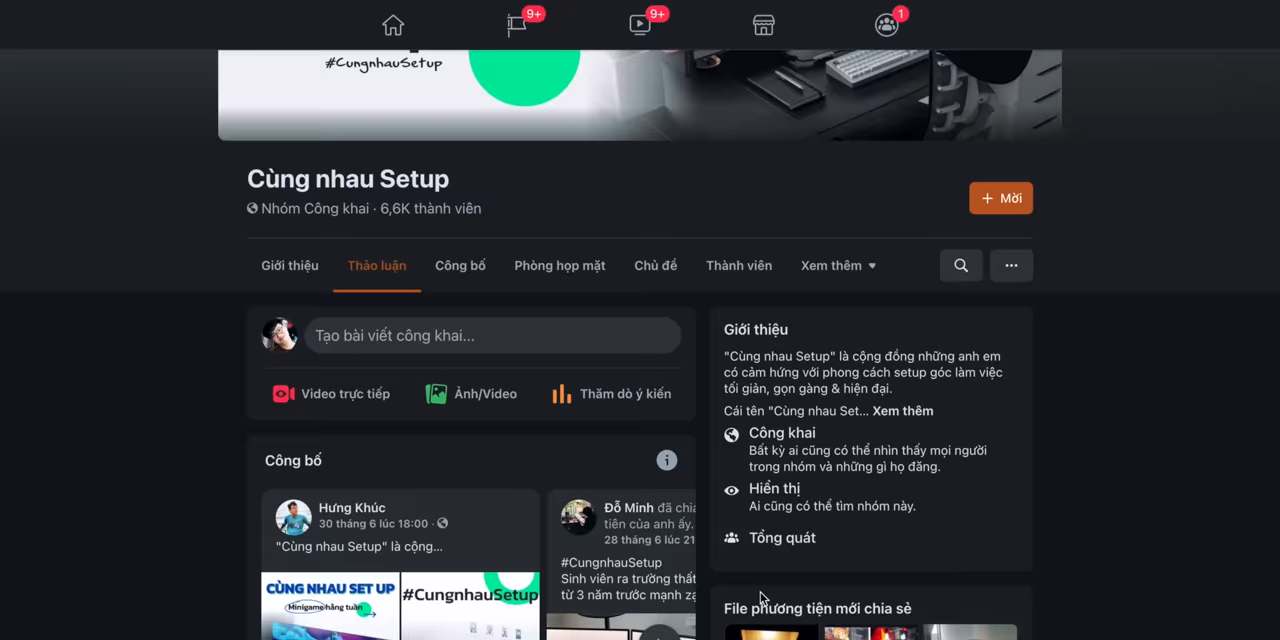 9+
9+
1
#CungnhauSetup
Cùng nhau Setup
Nhóm Công khai · 6,6K thành viên
+ Mời
Giới thiệu
Thảo luận
Công bố
Phòng họp mặt
Chủ đề
Thành viên
Xem thêm
Tạo bài viết công khai...
Video trực tiếp
Ảnh/Video
Thăm dò ý kiến
Công bố
Hưng Khúc
30 tháng 6 lúc 18:00 ·
"Cùng nhau Setup" là cộng...
CÙNG NHAU SET UP
Minigame hằng tuần
#CungnhauSetup
Đỗ Minh đã chia
tiên của anh ấy.
28 tháng 6 lúc 21
#CungnhauSetup
Sinh viên ra trường thất
từ 3 năm trước mạnh
Giới thiệu
"Cùng nhau Setup" là cộng đồng những anh em
có cảm hứng với phong cách setup góc làm việc
tối giản, gọn gàng & hiện đại.
Cái tên "Cùng nhau Set... Xem thêm
Công khai
Bất kỳ ai cũng có thể nhìn thấy mọi người
trong nhóm và những gì họ đăng.
Hiển thị
Ai cũng có thể tìm nhóm này.
Tổng quát
File phương tiện mới chia sẻ